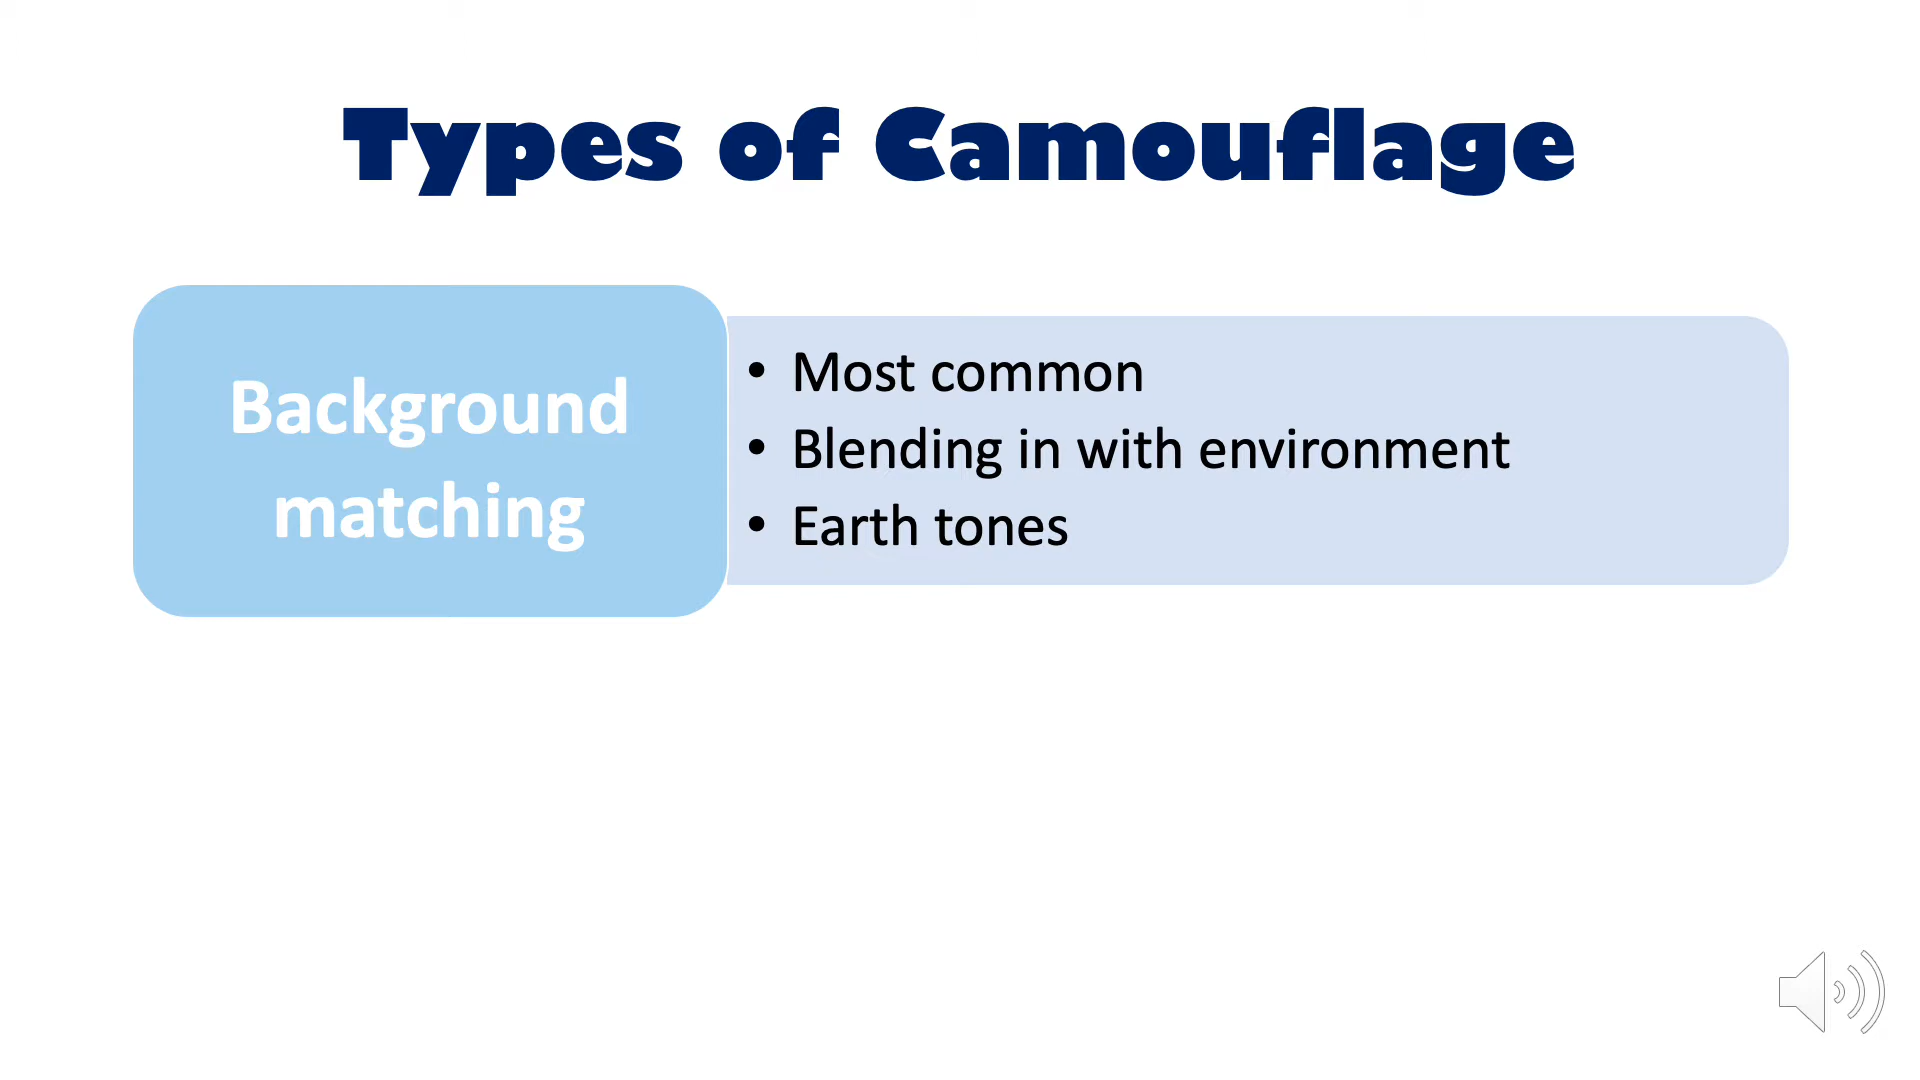 Types of Camouflage
Background
matching
• Most common
• Blending in with environment
• Earth tones